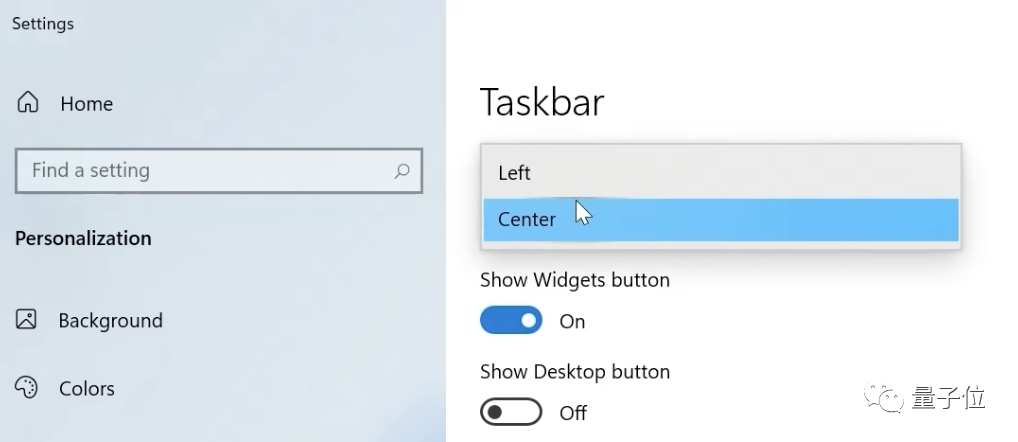 Settings
Home
Find a setting
Personalization
Background
Colors
Taskbar
Left
Center
Show Widgets button
On
Show Desktop button
Off
量子位